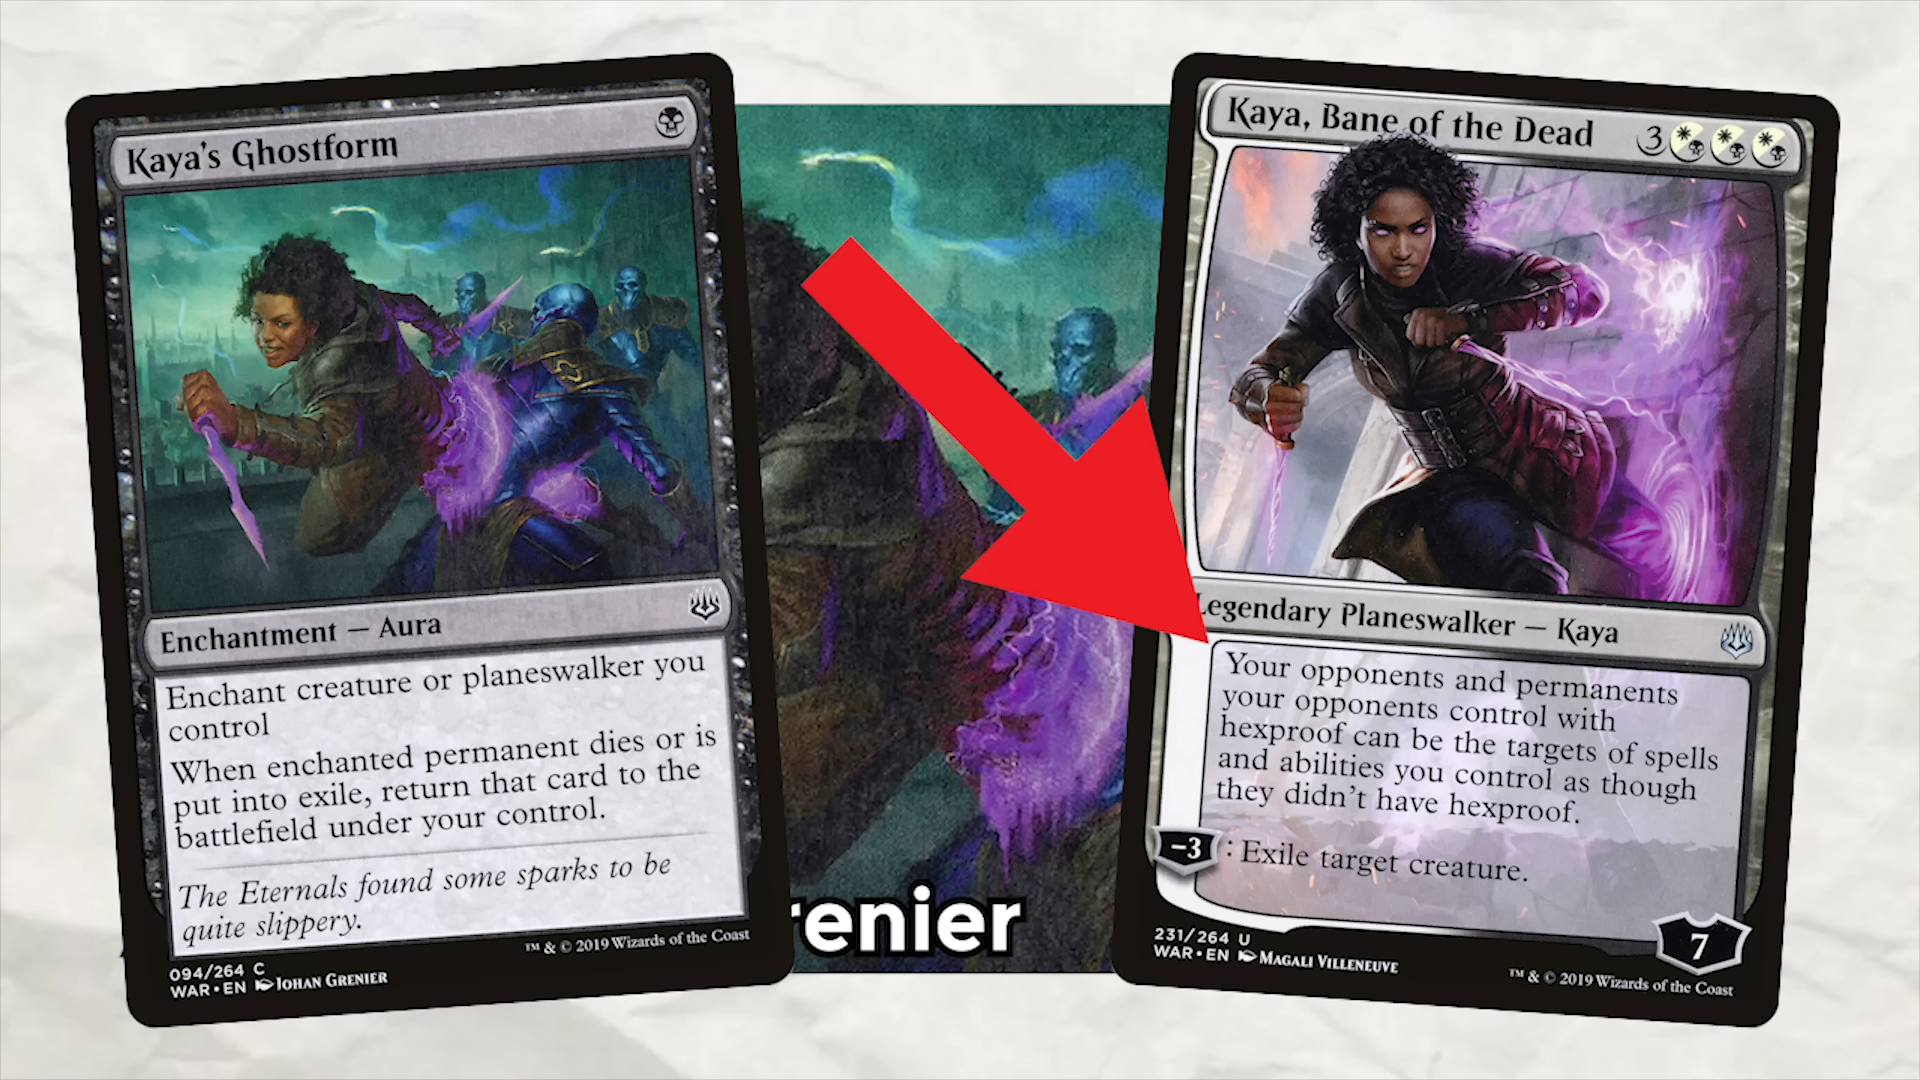 Kaya's Ghostform
Enchantment — Aura
Enchant creature or planeswalker you
control
When enchanted permanent dies or is
put into exile, return that card to the
battlefield under your control.
The Eternals found some sparks to be
quite slippery.
™ & © 2019 Wizards of the Coast
094/264 C
WAR • EN Johan Grenier
renier
Kaya, Bane of the Dead 3
Legendary Planeswalker — Kaya
Your opponents and permanents
your opponents control with
hexproof can be the targets of spells
and abilities you control as though
they didn't have hexproof.
-3 : Exile target creature.
7
231/264 U
WAR • EN Magali Villeneuve
™ & © 2019 Wizards of the Coast